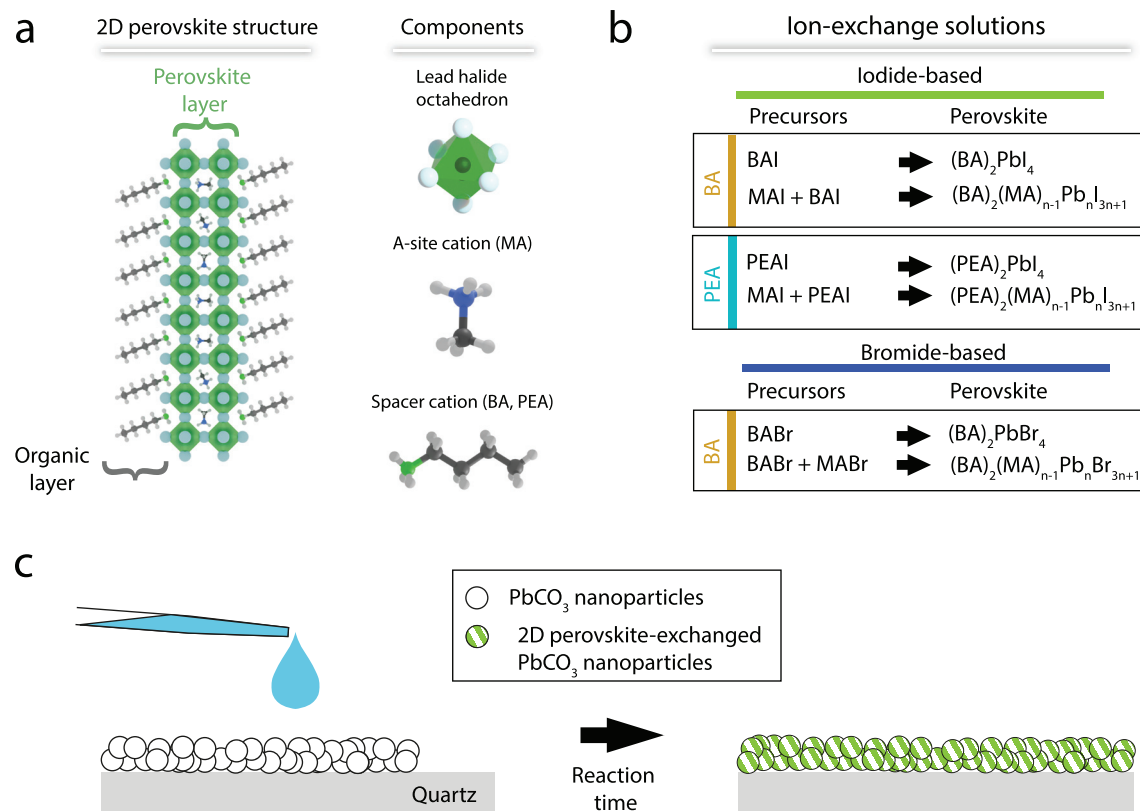 a
2D perovskite structure
Components
Perovskite
layer
Lead halide
octahedron
A-site cation (MA)
Spacer cation (BA, PEA)
Organic
layer
b
Ion-exchange solutions
Iodide-based
Precursors Perovskite
BA
BAI (BA)₂PbI₄
MAI + BAI (BA)₂(MA)ₙ₋₁PbₙI₃ₙ₊₁
PEA
PEAI (PEA)₂PbI₄
MAI + PEAI (PEA)₂(MA)ₙ₋₁PbₙI₃ₙ₊₁
Bromide-based
Precursors Perovskite
BA
BABr (BA)₂PbBr₄
BABr + MABr (BA)₂(MA)ₙ₋₁PbₙBr₃ₙ₊₁
c
PbCO₃ nanoparticles
2D perovskite-exchanged
PbCO₃ nanoparticles
Quartz
Reaction
time